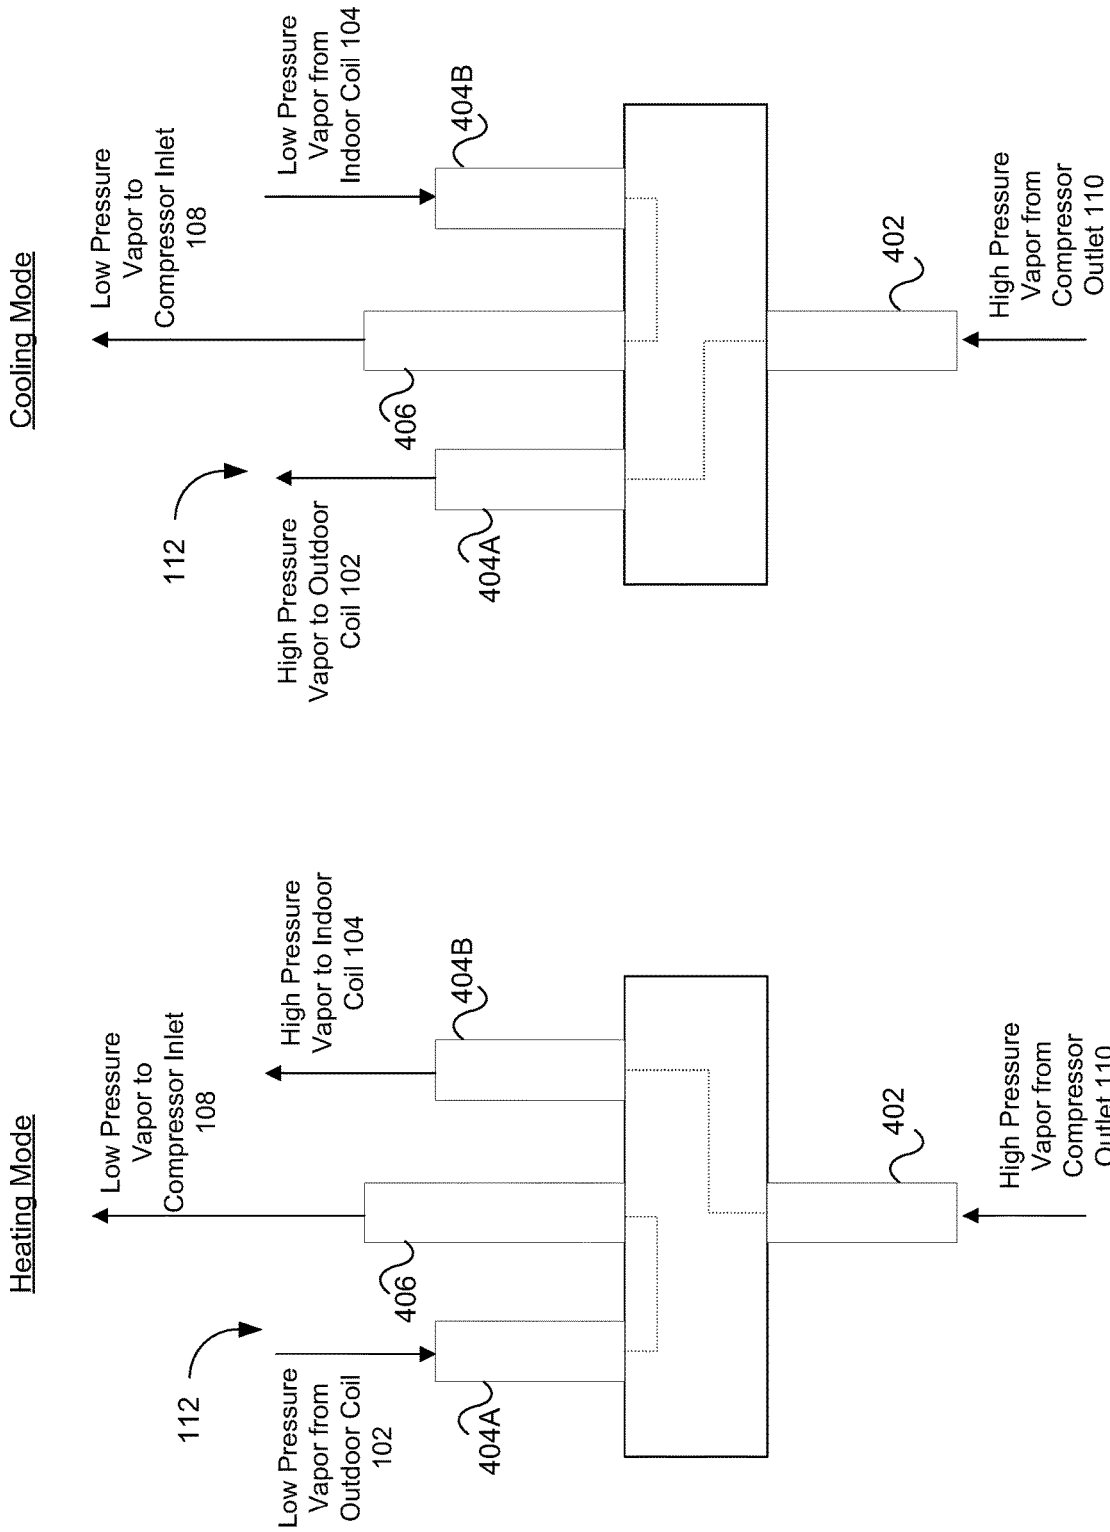 Heating Mode
Low Pressure
Vapor to
Compressor Inlet
108
112
Low Pressure
Vapor from
Outdoor Coil
102
High Pressure
Vapor to Indoor
Coil 104
406
404A
404B
402
High Pressure
Vapor from
Compressor
Outlet 110
Cooling Mode
Low Pressure
Vapor to
Compressor Inlet
108
112
High Pressure
Vapor to Outdoor
Coil 102
Low Pressure
Vapor from
Indoor Coil 104
406
404A
404B
402
High Pressure
Vapor from
Compressor
Outlet 110